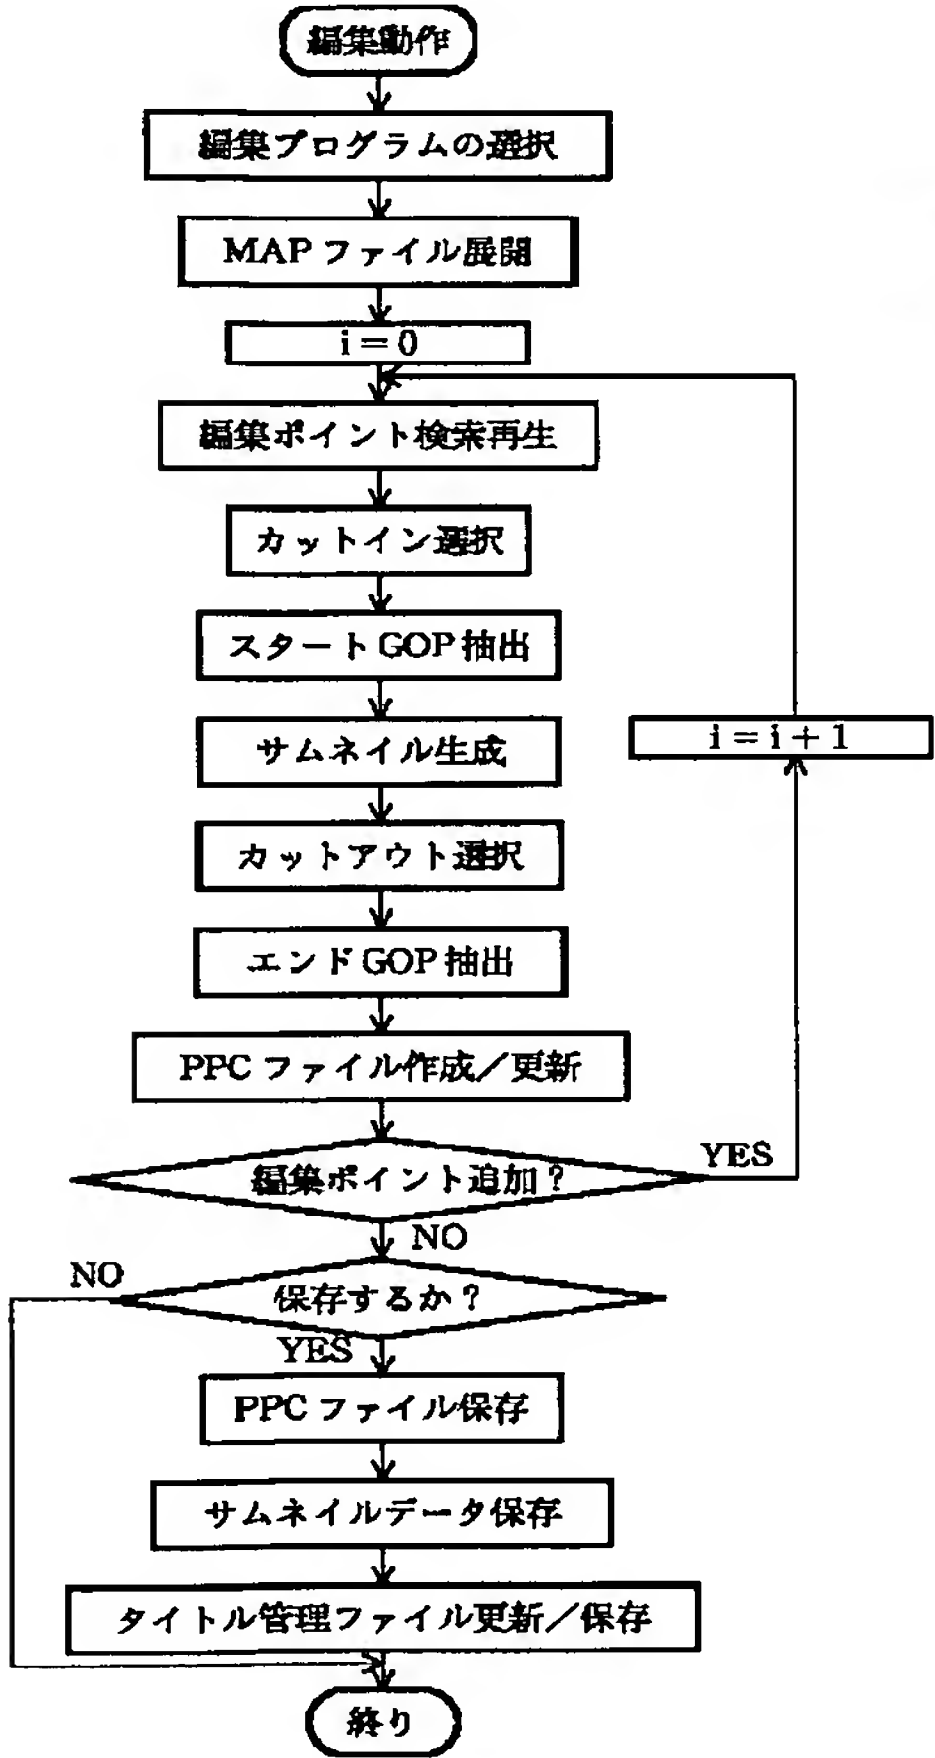 編集動作
編集プログラムの選択
MAPファイル展開
i=0
編集ポイント検索再生
カットイン選択
スタートGOP抽出
サムネイル生成
i=i+1
カットアウト選択
エンドGOP抽出
PPCファイル作成/更新
編集ポイント追加?
YES
NO
保存するか?
NO
YES
PPCファイル保存
サムネイルデータ保存
タイトル管理ファイル更新/保存
終り